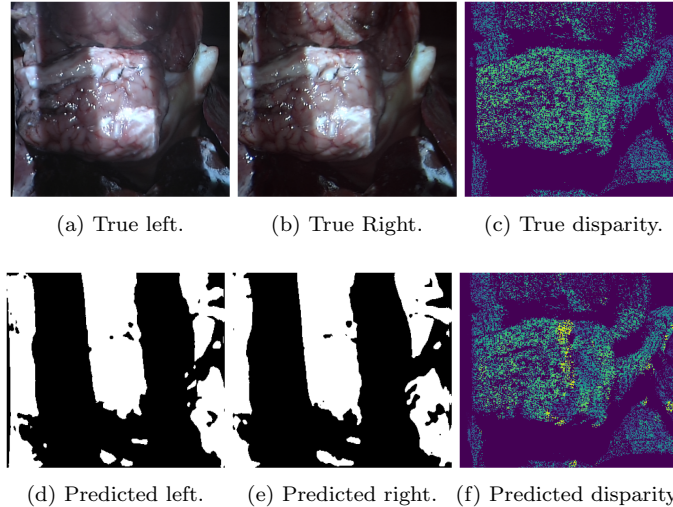 (a) True left.
(b) True Right.
(c) True disparity.
(d) Predicted left.
(e) Predicted right.
(f) Predicted disparity